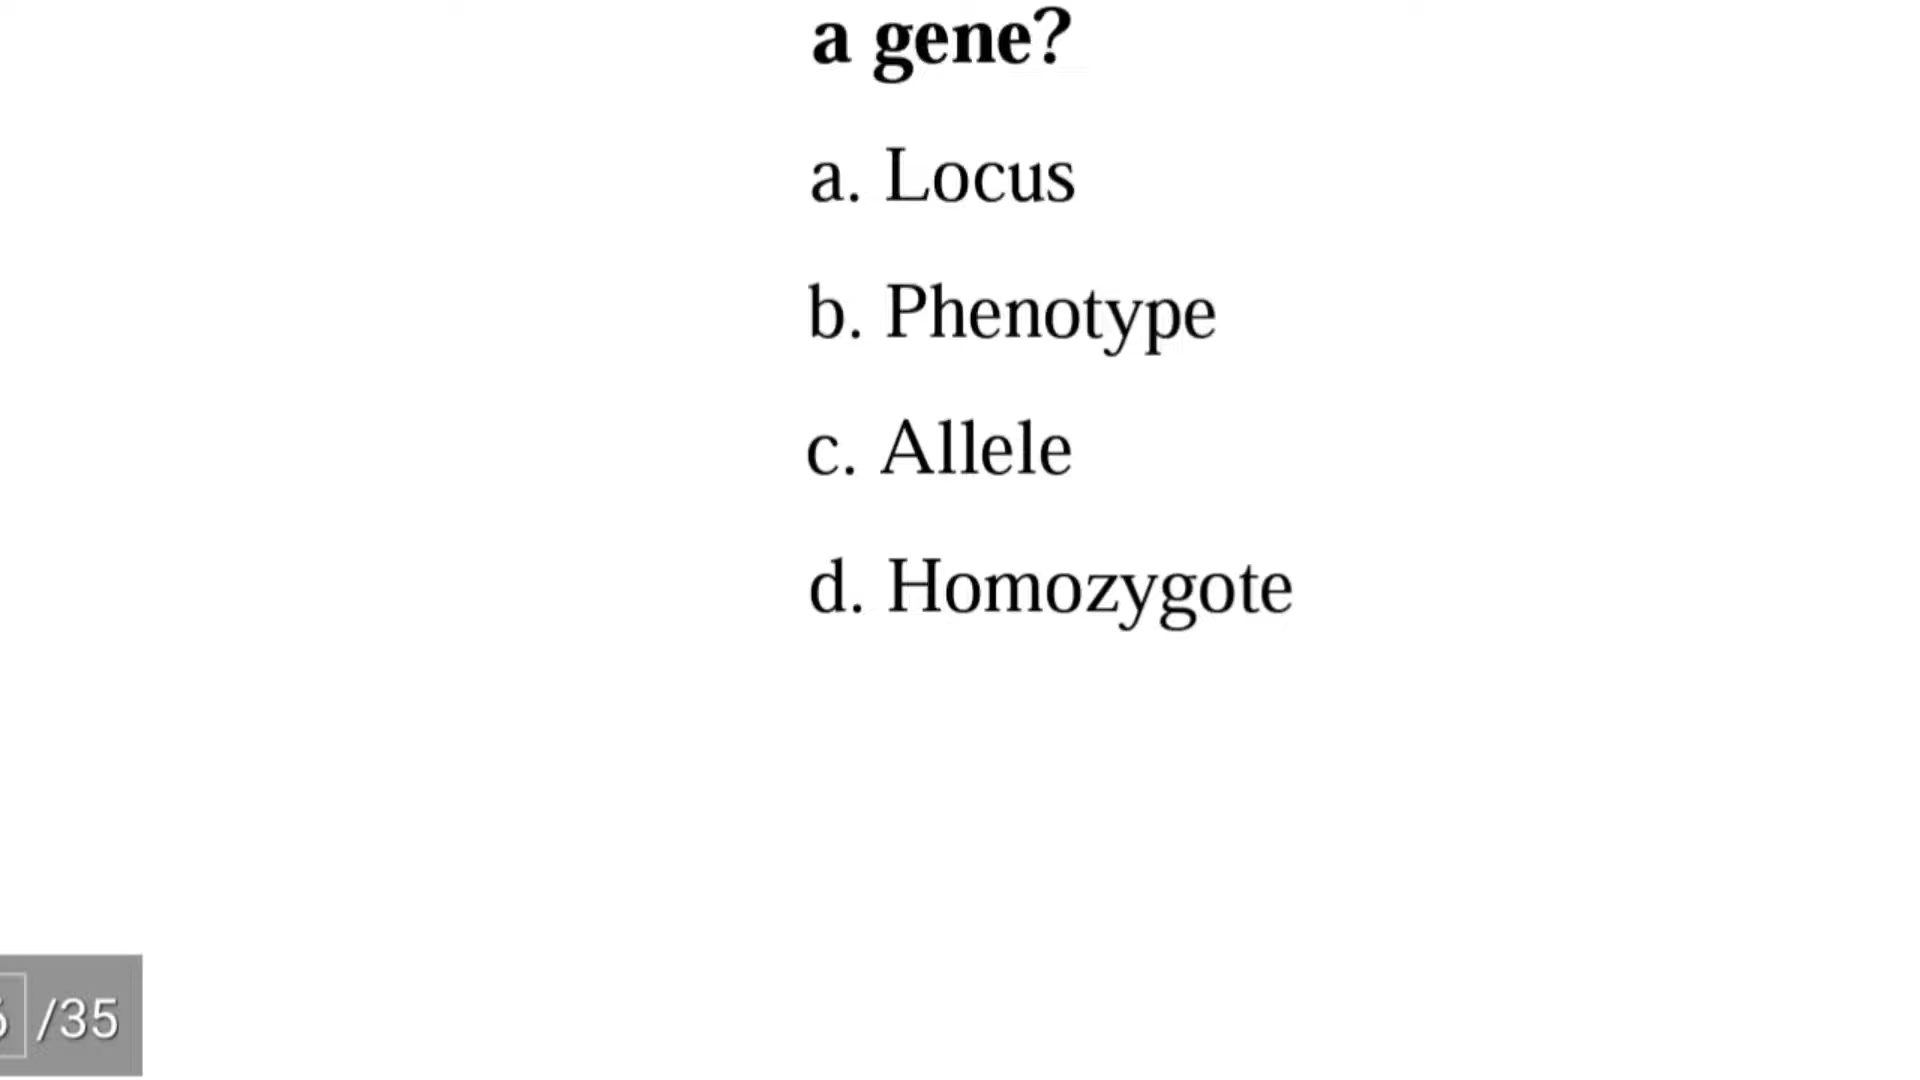 a gene?
a. Locus
b. Phenotype
c. Allele
d. Homozygote
/35